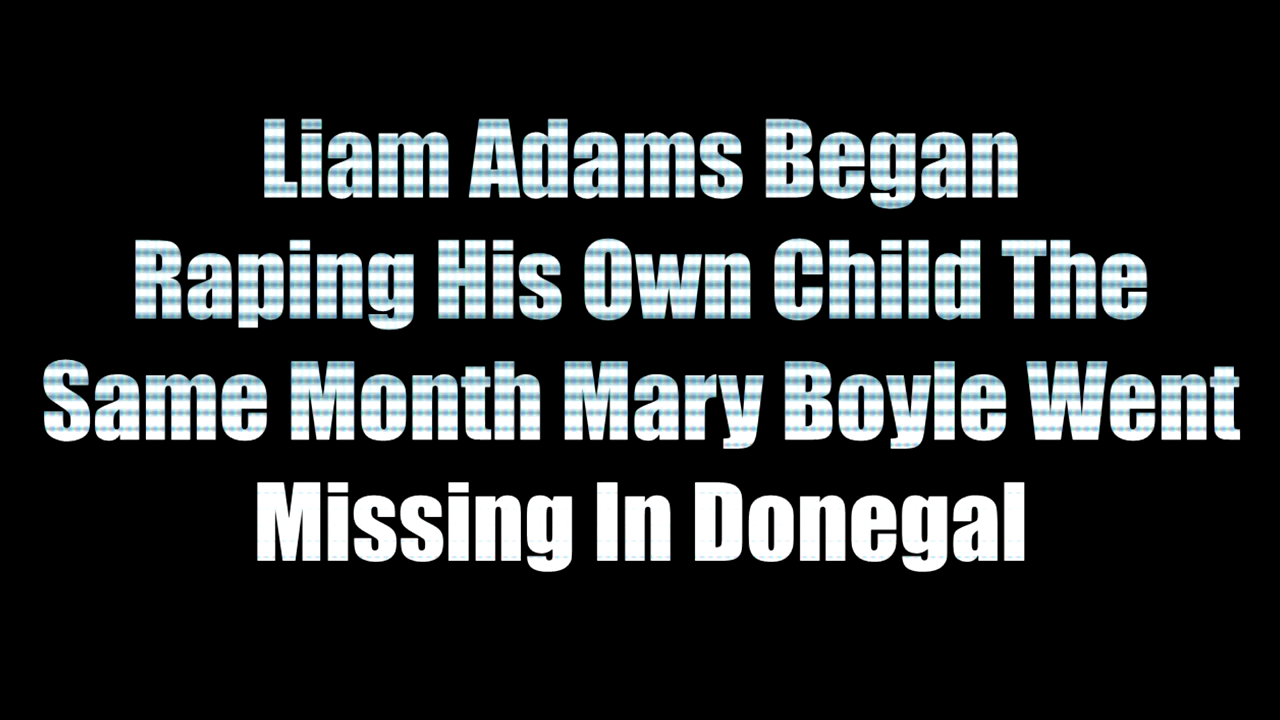 Liam Adams Began
Raping His Own Child The
Same Month Mary Boyle Went
Missing In Donegal